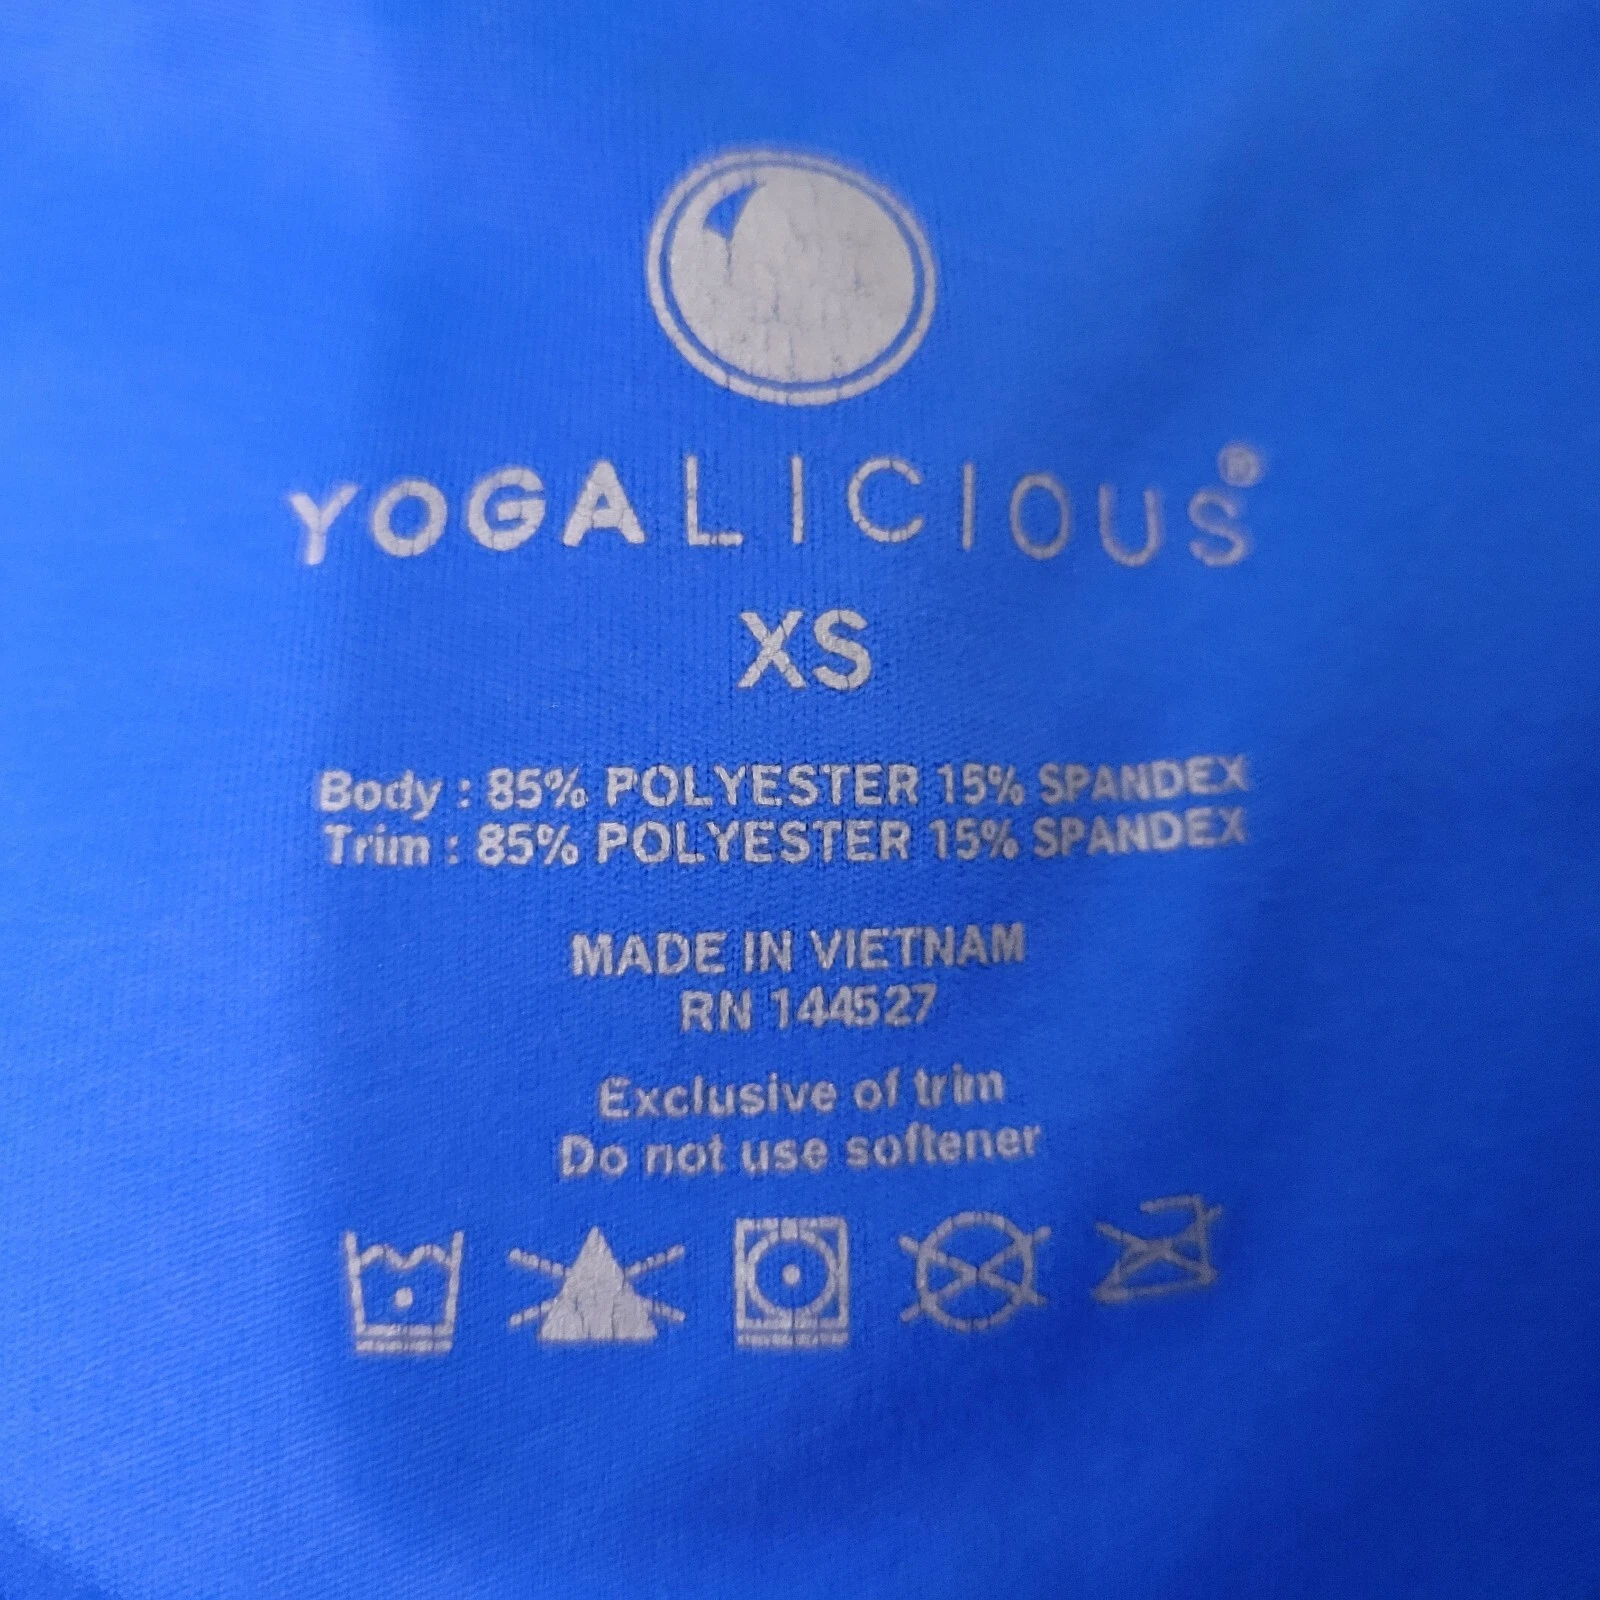 YOGALICIOUS®
XS
Body : 85% POLYESTER 15% SPANDEX
Trim : 85% POLYESTER 15% SPANDEX
MADE IN VIETNAM
RN 144527
Exclusive of trim
Do not use softener